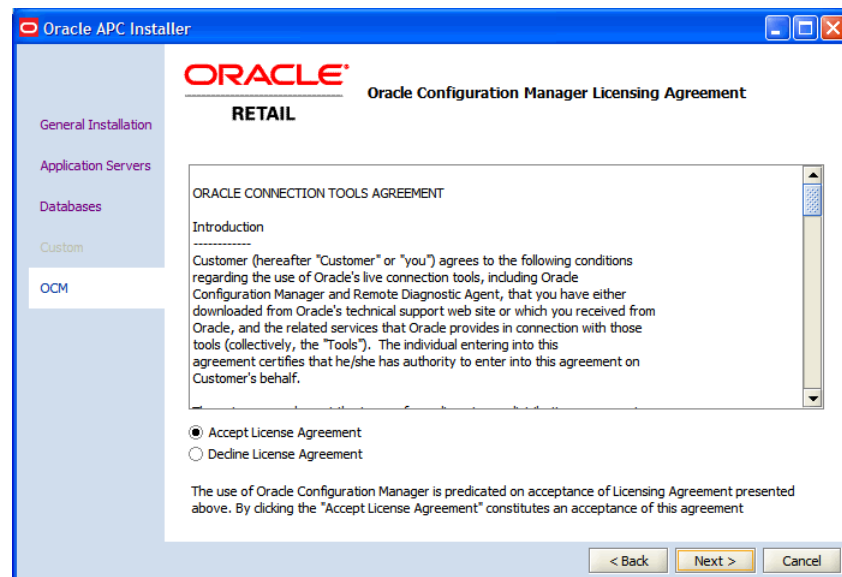 Oracle APC Installer
ORACLE
RETAIL
Oracle Configuration Manager Licensing Agreement
General Installation
Application Servers
Databases
Custom
OCM
ORACLE CONNECTION TOOLS AGREEMENT
Introduction
------------
Customer (hereafter "Customer" or "you") agrees to the following conditions
regarding the use of Oracle's live connection tools, including Oracle
Configuration Manager and Remote Diagnostic Agent, that you have either
downloaded from Oracle's technical support web site or which you received from
Oracle, and the related services that Oracle provides in connection with those
tools (collectively, the "Tools").  The individual entering into this
agreement certifies that he/she has authority to enter into this agreement on
Customer's behalf.
Accept License Agreement
Decline License Agreement
The use of Oracle Configuration Manager is predicated on acceptance of Licensing Agreement presented
above. By clicking the "Accept License Agreement" constitutes an acceptance of this agreement
< Back
Next >
Cancel